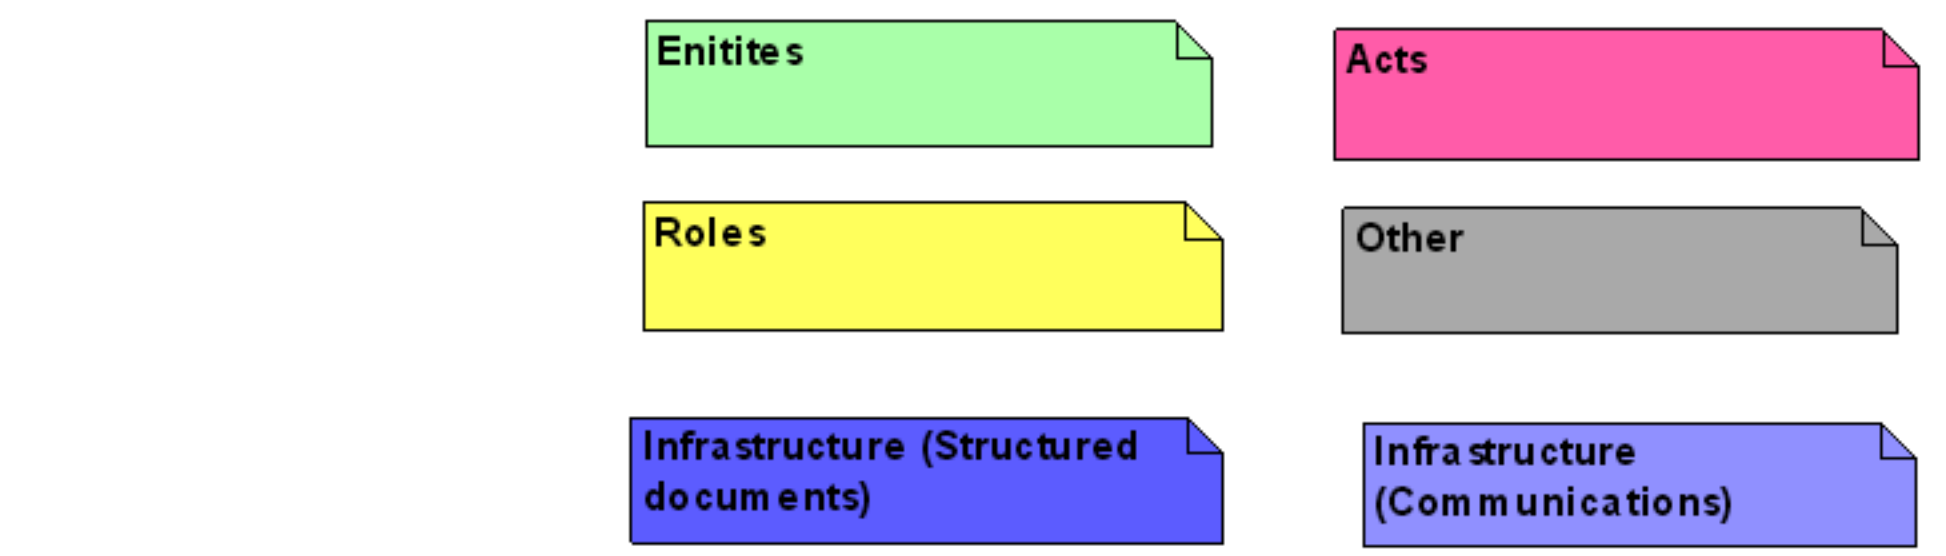 Enitites
Acts
Roles
Other
Infrastructure (Structured
documents)
Infrastructure
(Communications)